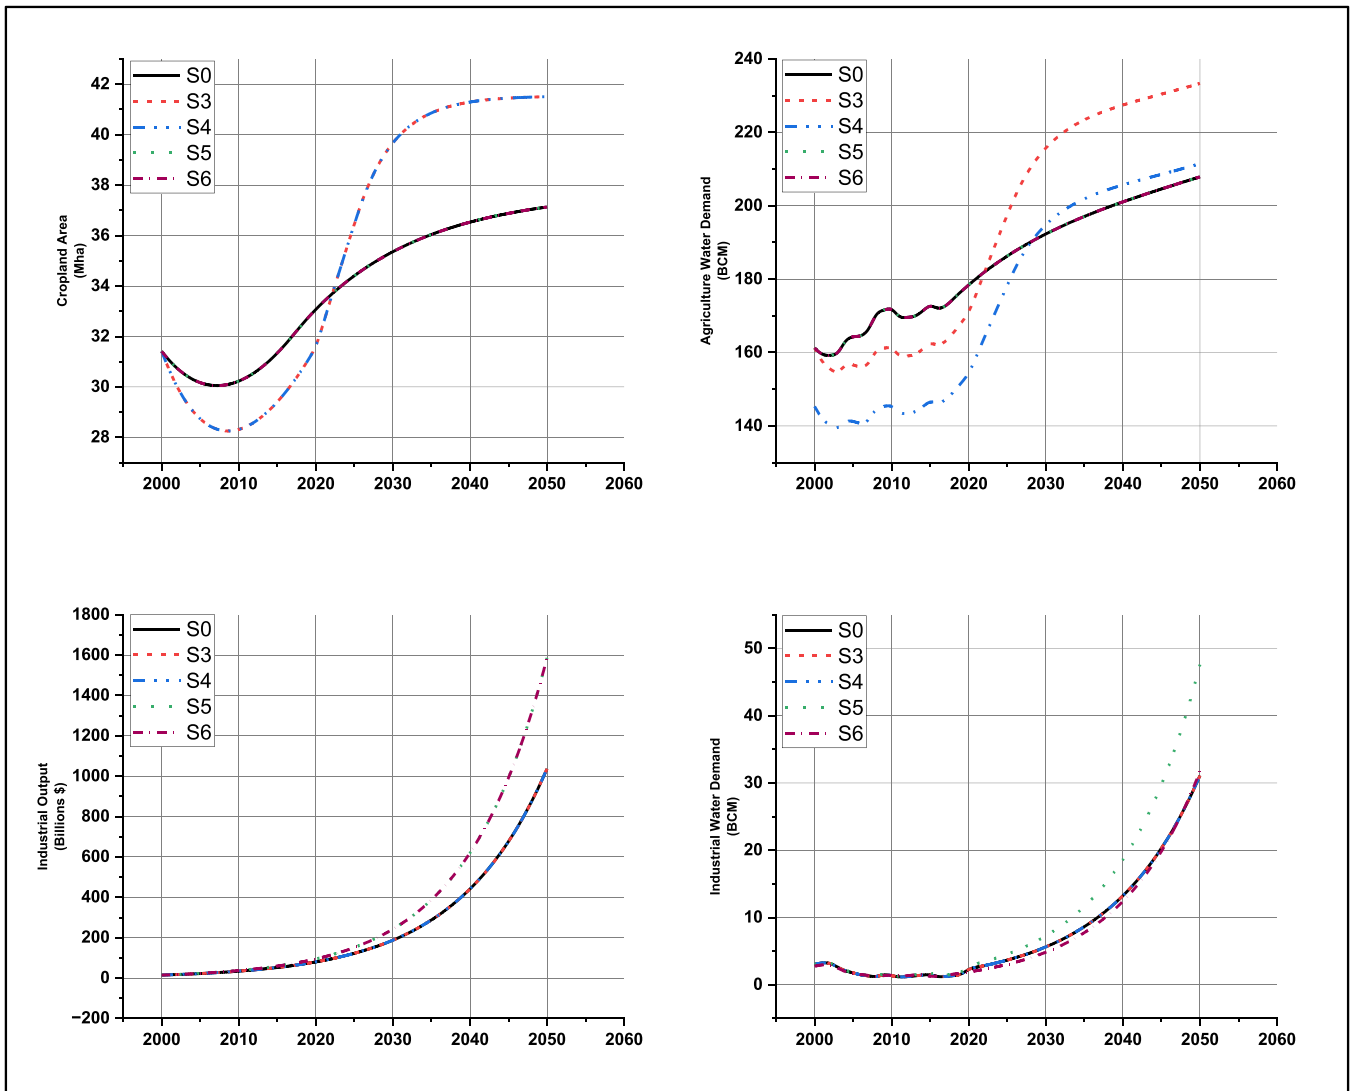 42
40
38
36
34
32
30
28
Cropland Area
(Mha)
S0
S3
S4
S5
S6
2000 2010 2020 2030 2040 2050 2060
240
220
200
180
160
140
Agriculture Water Demand
(BCM)
S0
S3
S4
S5
S6
2000 2010 2020 2030 2040 2050 2060
1800
1600
1400
1200
1000
800
600
400
200
0
−200
Industrial Output
(Billions $)
S0
S3
S4
S5
S6
2000 2010 2020 2030 2040 2050 2060
50
40
30
20
10
0
Industrial Water Demand
(BCM)
S0
S3
S4
S5
S6
2000 2010 2020 2030 2040 2050 2060